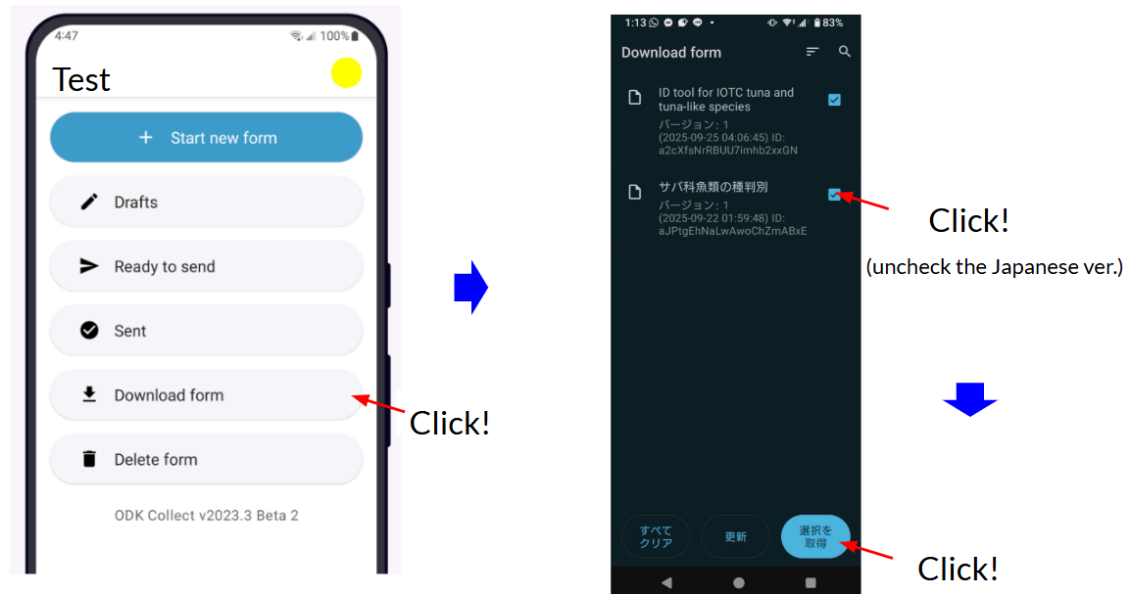 4:47
100%
Test
+ Start new form
Drafts
Ready to send
Sent
Download form
Click!
Delete form
ODK Collect v2023.3 Beta 2
1:13
83%
Download form
ID tool for IOTC tuna and
tuna-like species
バージョン: 1
(2025-09-25 04:06:45) ID:
a2cXfsNrRBUU7imhb2xxGN
サバ科魚類の種判別
バージョン: 1
(2025-09-22 01:59:48) ID:
aJPtgEhNaLwAwoChZmABxE
Click!
(uncheck the Japanese ver.)
すべて
クリア
更新
選択を
取得
Click!